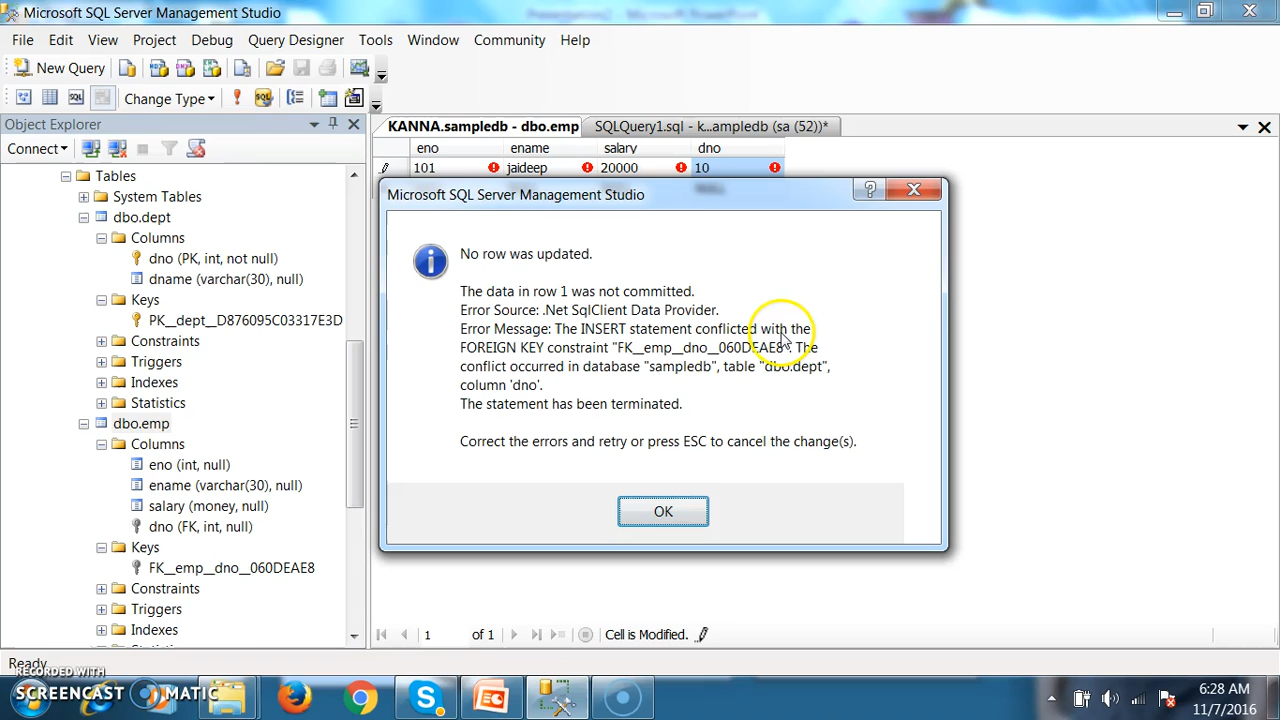 Microsoft SQL Server Management Studio
File Edit View Project Debug Query Designer Tools Window Community Help
New Query
SQL Change Type
Object Explorer
KANNA.sampledb - dbo.emp SQLQuery1.sql - k...ampledb (sa (52))*
Connect
eno ename salary dno
101 jaideep 20000 10
NULL
Tables
System Tables
dbo.dept
Columns
dno (PK, int, not null)
dname (varchar(30), null)
Keys
PK__dept__D876095C03317E3D
Constraints
Triggers
Indexes
Statistics
dbo.emp
Columns
eno (int, null)
ename (varchar(30), null)
salary (money, null)
dno (FK, int, null)
Keys
FK__emp__dno__060DEAE8
Constraints
Triggers
Indexes
Microsoft SQL Server Management Studio
No row was updated.
The data in row 1 was not committed.
Error Source: .Net SqlClient Data Provider.
Error Message: The INSERT statement conflicted with the
FOREIGN KEY constraint "FK__emp__dno__060DEAE8". The
conflict occurred in database "sampledb", table "dbo.dept",
column 'dno'.
The statement has been terminated.
Correct the errors and retry or press ESC to cancel the change(s).
OK
1 of 1 Cell is Modified.
Ready
RECORDED WITH
SCREENCAST MATIC
6:28 AM
11/7/2016